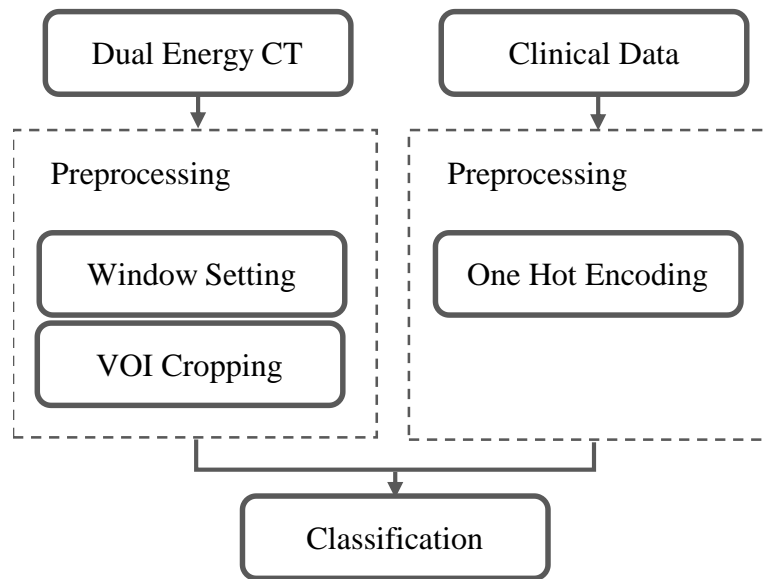 Dual Energy CT
Clinical Data
Preprocessing
Preprocessing
Window Setting
One Hot Encoding
VOI Cropping
Classification